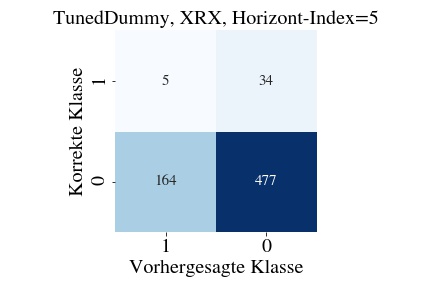 TunedDummy, XRX, Horizont-Index=5
Korrekte Klasse
1
5
34
0
164
477
1
0
Vorhergesagte Klasse